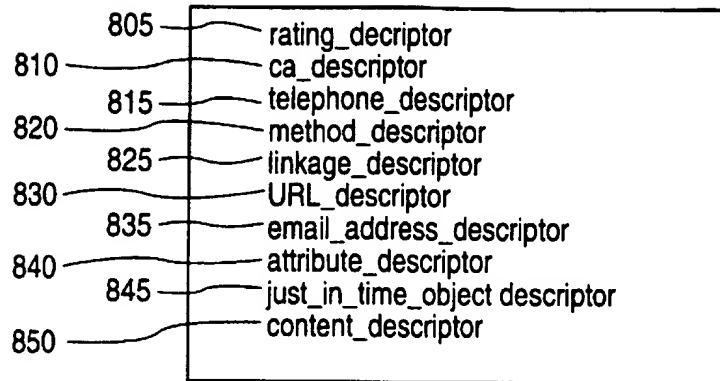 805 rating_decriptor
810 ca_descriptor
815 telephone_descriptor
820 method_descriptor
825 linkage_descriptor
830 URL_descriptor
835 email_address_descriptor
840 attribute_descriptor
845 just_in_time_object descriptor
850 content_descriptor